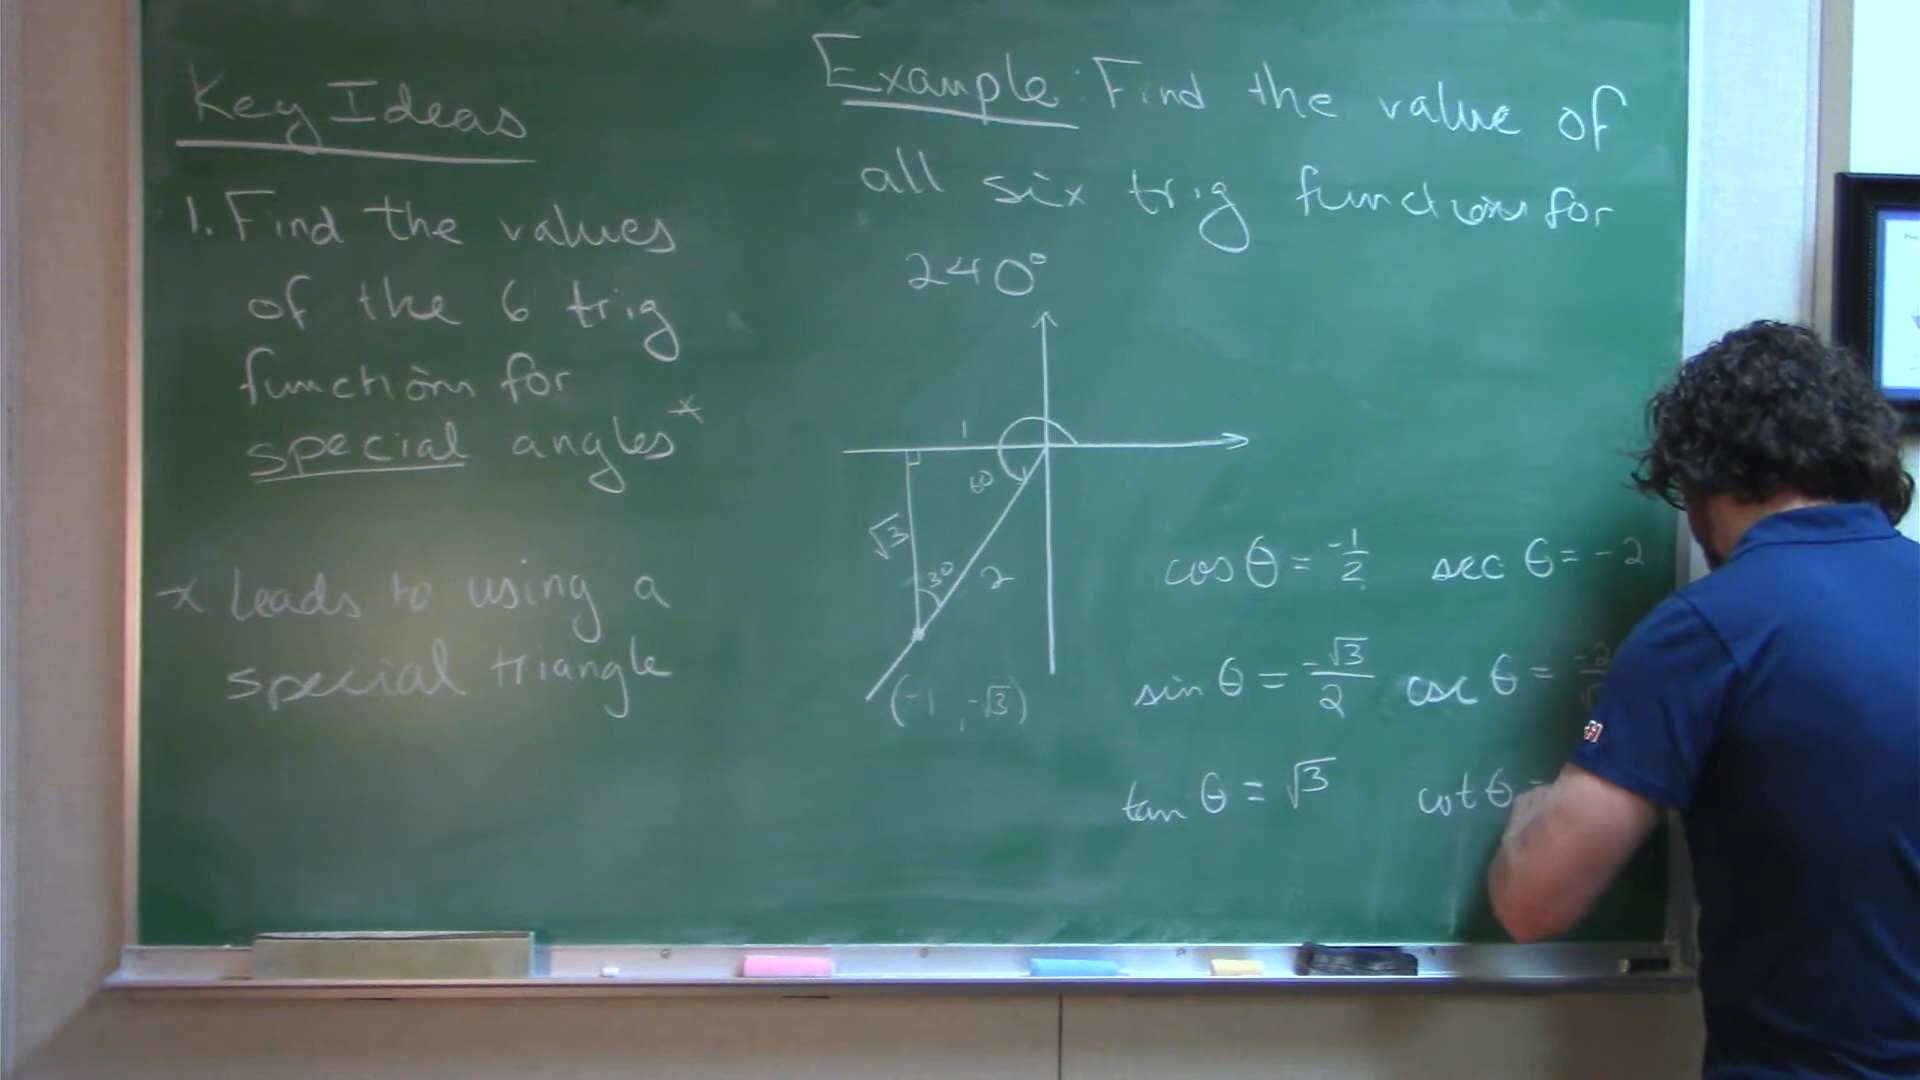 Key Ideas
1. Find the values
of the 6 trig
functions for
special angles*
* Leads to using a
special triangle
Example: Find the value of
all six trig functions for
240°
1
60
√3
30
2
(-1, -√3)
cos θ = -1/2 sec θ = -2
sin θ = -√3/2 csc θ =
tan θ = √3 cot θ =